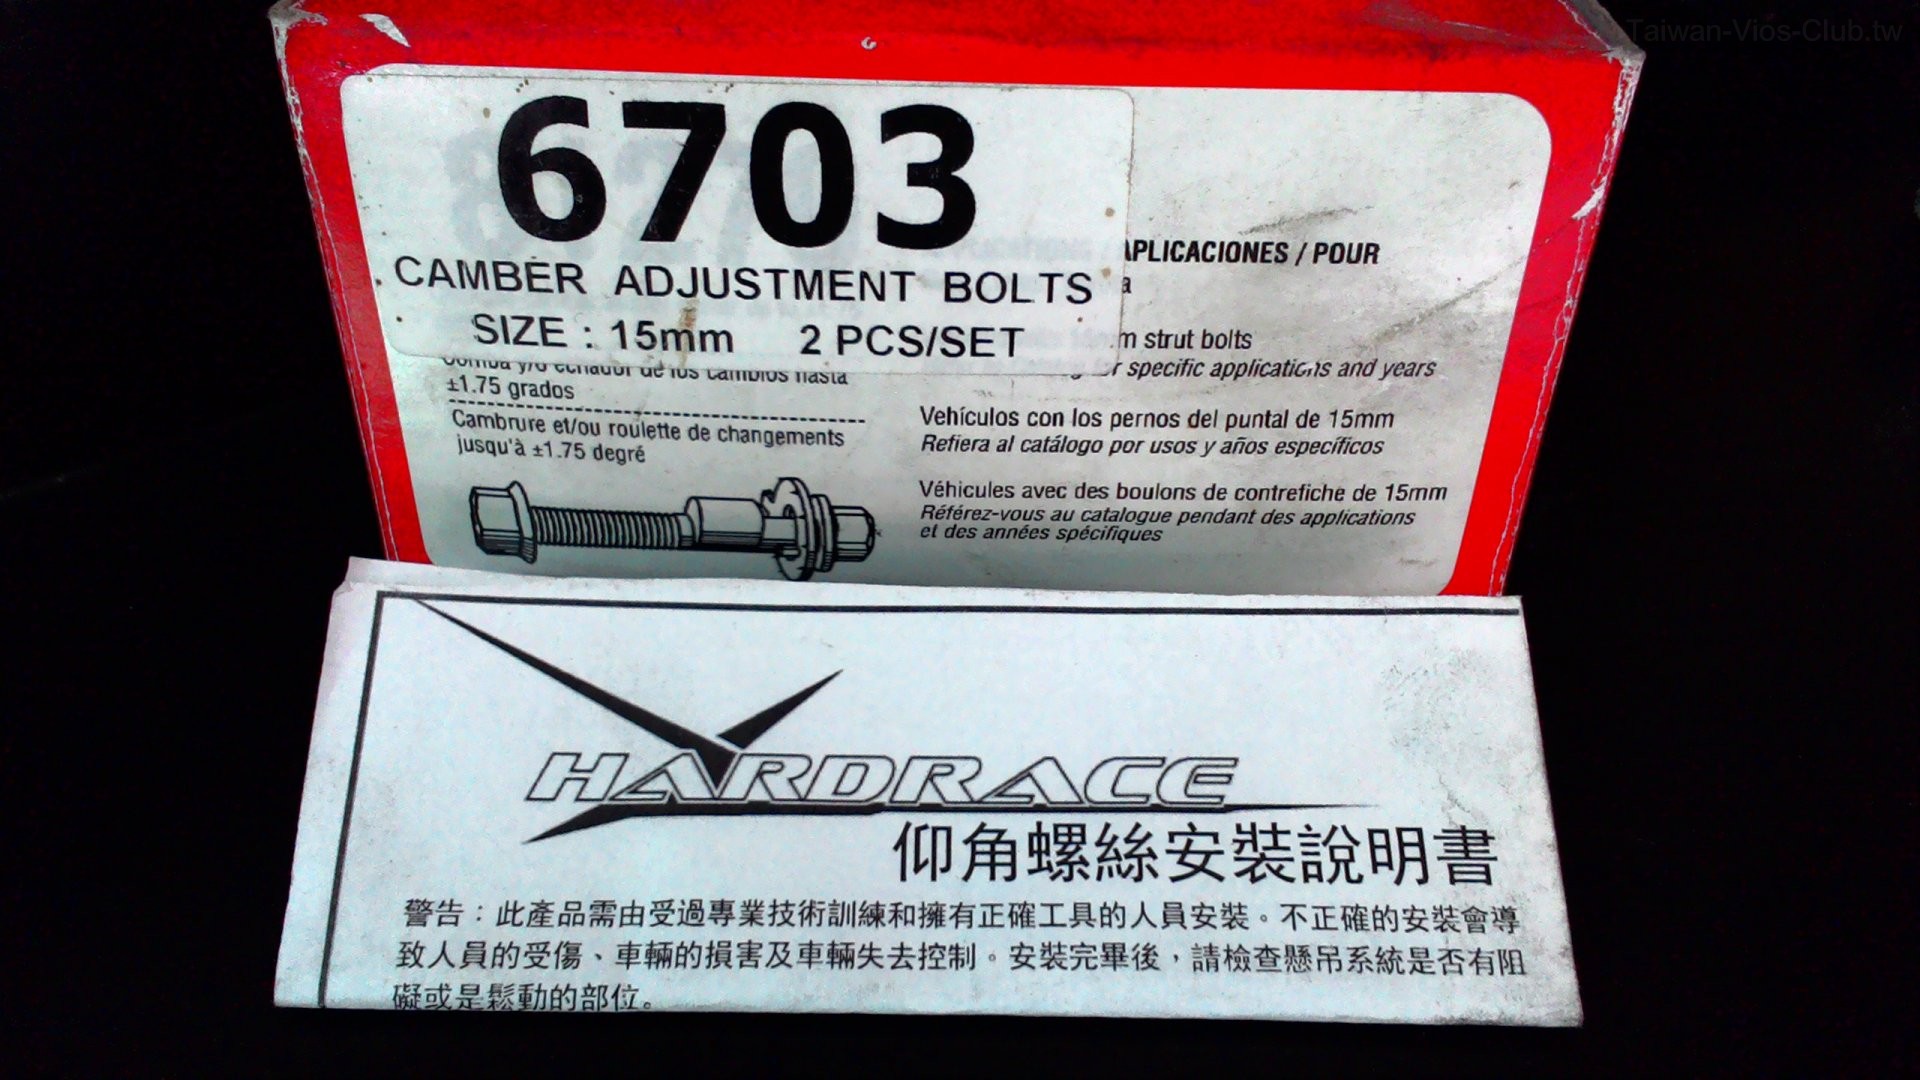 Taiwan-Vios-Club.tw
6703
CAMBER ADJUSTMENT BOLTS
SIZE : 15mm 2 PCS/SET
APLICACIONES / POUR
strut bolts
specific applications and years
±1.75 grados
Cambrure et/ou roulette de changements
jusqu'à ±1.75 degré
Vehículos con los pernos del puntal de 15mm
Refiera al catálogo por usos y años específicos
Véhicules avec des boulons de contrefiche de 15mm
Référez-vous au catalogue pendant des applications
et des années spécifiques
HARDRACE
仰角螺絲安裝說明書
警告：此產品需由受過專業技術訓練和擁有正確工具的人員安裝。不正確的安裝會導
致人員的受傷、車輛的損害及車輛失去控制。安裝完畢後，請檢查懸吊系統是否有阻
礙或是鬆動的部位。